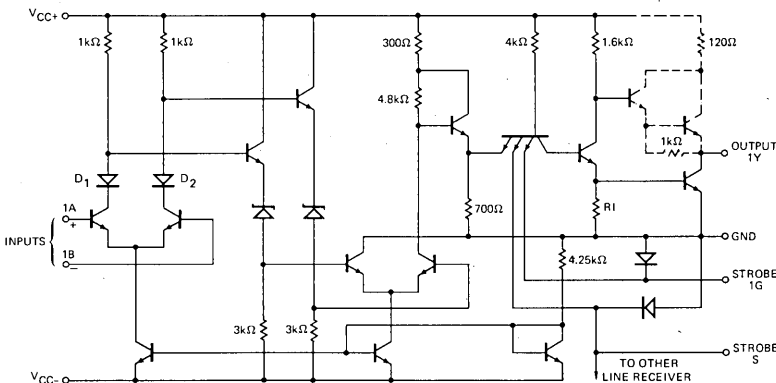 VCC+
1kΩ
1kΩ
300Ω
4kΩ
1.6kΩ
120Ω
4.8kΩ
1kΩ
OUTPUT
1Y
D1
D2
1A
+
INPUTS
1B
−
700Ω
RI
GND
4.25kΩ
STROBE
1G
3kΩ
3kΩ
STROBE
S
TO OTHER
LINE RECEIVER
VCC−